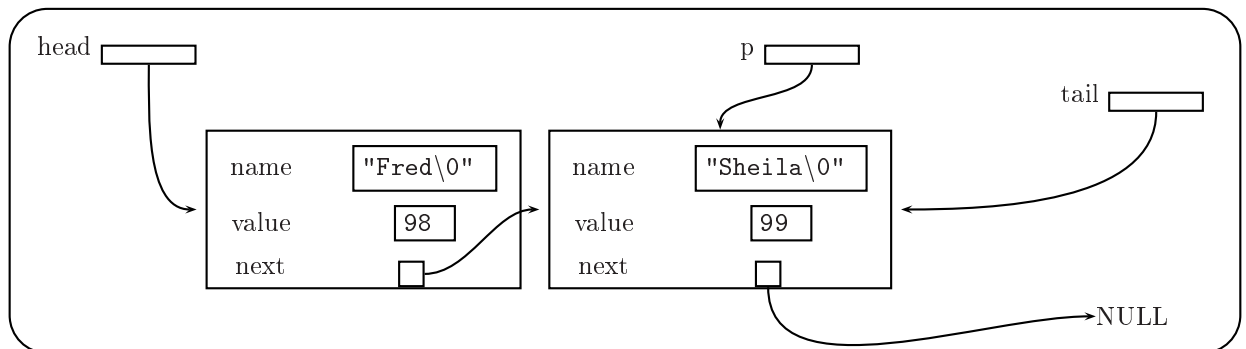 head p
tail
name "Fred\0" name "Sheila\0"
value 98 value 99
next next
NULL